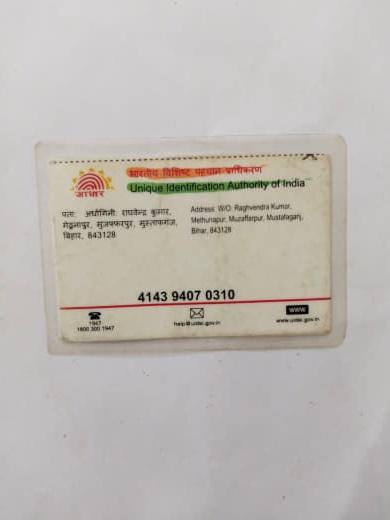 भारतीय विशिष्ट पहचान प्राधिकरण
Unique Identification Authority of India
आधार
पता: अर्धांगिनी: राघवेन्द्र कुमार,
मेथुनापुर, मुजफ्फरपुर, मुस्तफागंज,
बिहार, 843128
Address: W/O: Raghvendra Kumar,
Methunapur, Muzaffarpur, Mustafaganj,
Bihar, 843128
4143 9407 0310
1947
1800 300 1947
help@uidai.gov.in
www
www.uidai.gov.in